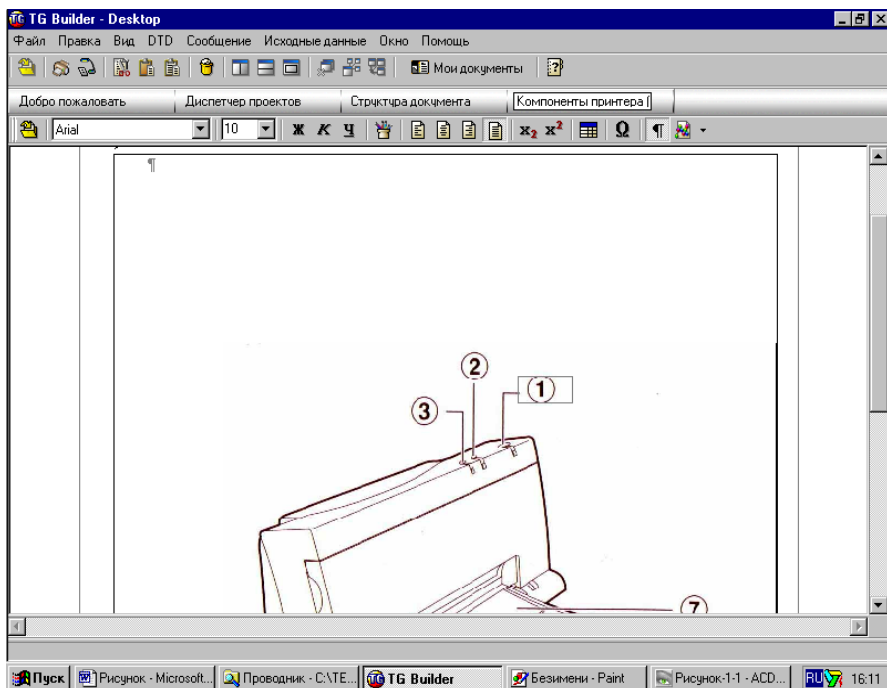 TG Builder - Desktop
Файл Правка Вид DTD Сообщение Исходные данные Окно Помощь
Мои документы
Добро пожаловать Диспетчер проектов Структура документа Компоненты принтера (
Arial 10 Ж К Ч x₂ x² Ω ¶
¶
2
1
3
7
Пуск Рисунок - Microsoft... Проводник - C:\TE... TG Builder Безимени - Paint Рисунок-1-1 - ACD... RU 16:11